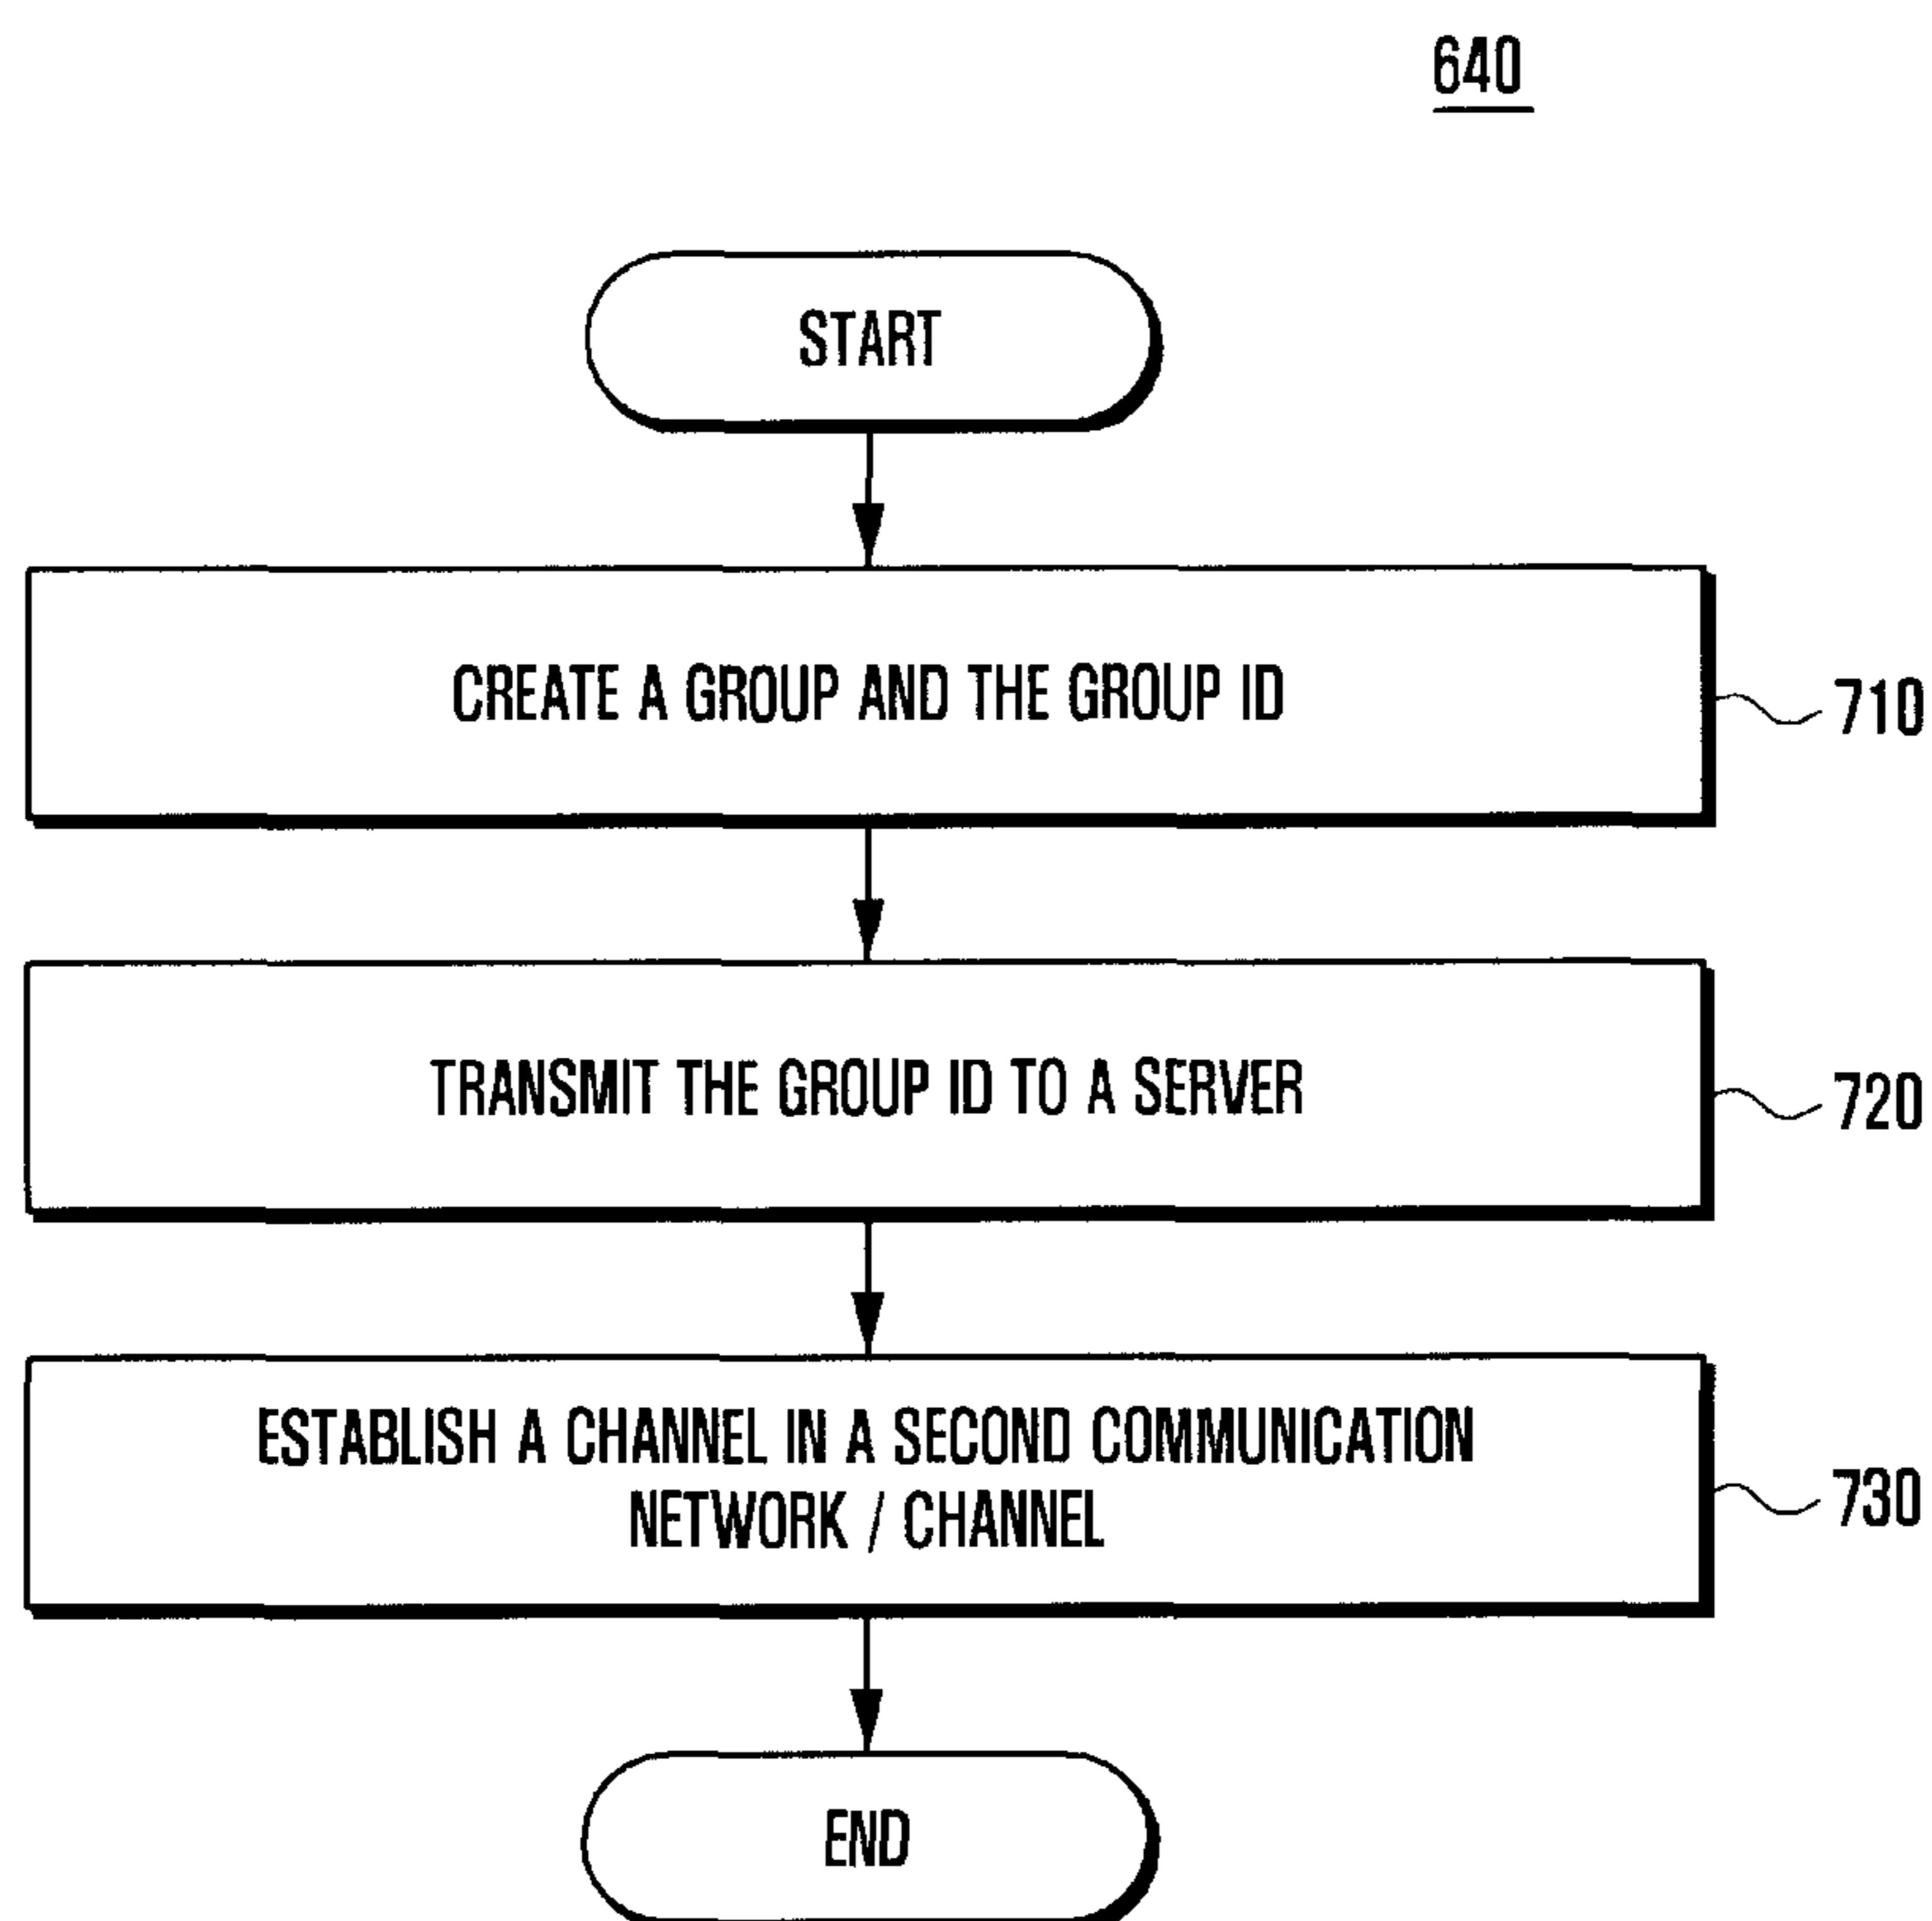 640
START
CREATE A GROUP AND THE GROUP ID
710
TRANSMIT THE GROUP ID TO A SERVER
720
ESTABLISH A CHANNEL IN A SECOND COMMUNICATION
NETWORK / CHANNEL
730
END